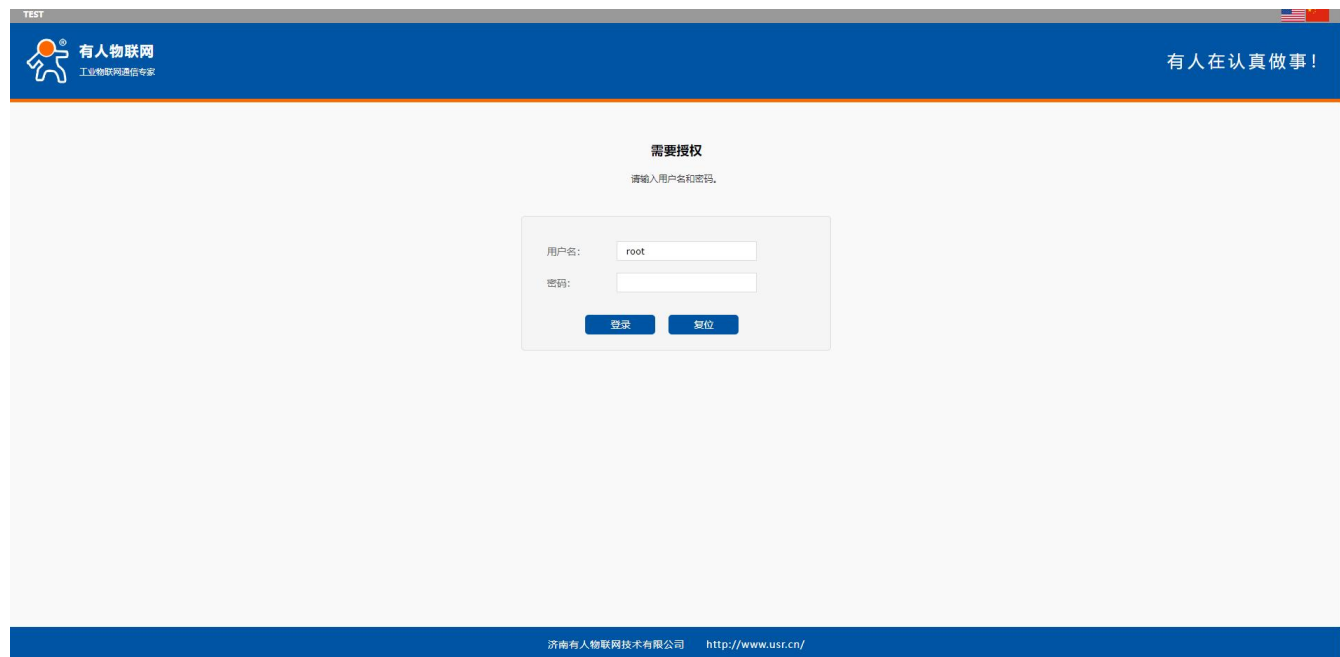 TEST
®
有人物联网
工业物联网通信专家
有人在认真做事！
需要授权
请输入用户名和密码。
用户名： root
密码：
登录 复位
济南有人物联网技术有限公司 http://www.usr.cn/